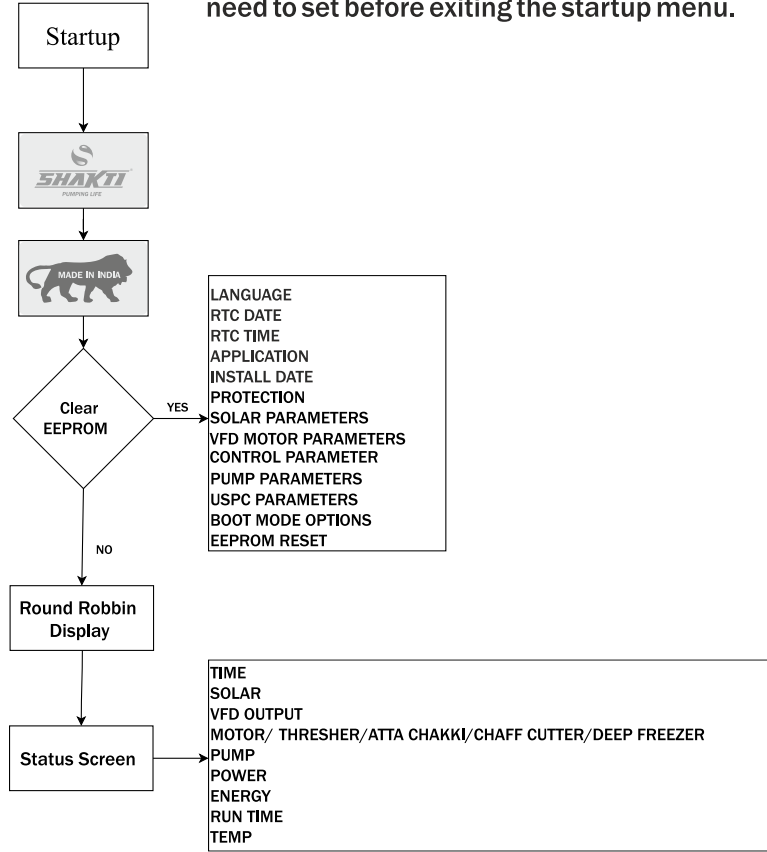 need to set before exiting the startup menu.
Startup
SHAKTI
PUMPING LIFE
MADE IN INDIA
Clear
EEPROM
YES
LANGUAGE
RTC DATE
RTC TIME
APPLICATION
INSTALL DATE
PROTECTION
SOLAR PARAMETERS
VFD MOTOR PARAMETERS
CONTROL PARAMETER
PUMP PARAMETERS
USPC PARAMETERS
BOOT MODE OPTIONS
EEPROM RESET
NO
Round Robbin
Display
Status Screen
TIME
SOLAR
VFD OUTPUT
MOTOR/ THRESHER/ATTA CHAKKI/CHAFF CUTTER/DEEP FREEZER
PUMP
POWER
ENERGY
RUN TIME
TEMP